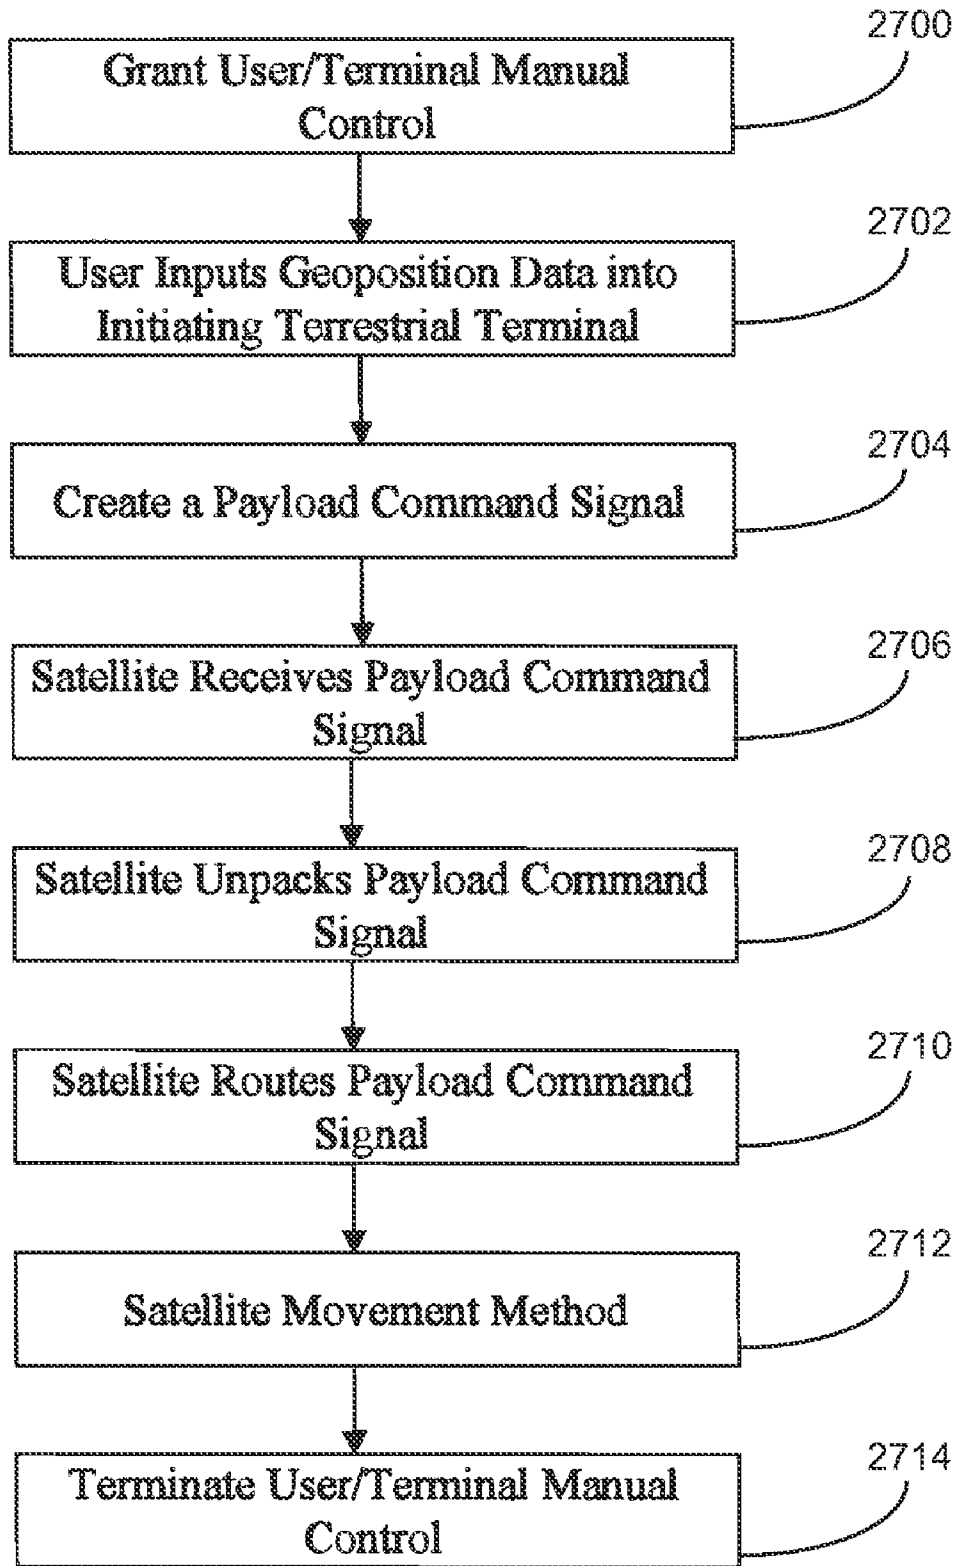 2700
Grant User/Terminal Manual
Control
2702
User Inputs Geoposition Data into
Initiating Terrestrial Terminal
2704
Create a Payload Command Signal
2706
Satellite Receives Payload Command
Signal
2708
Satellite Unpacks Payload Command
Signal
2710
Satellite Routes Payload Command
Signal
2712
Satellite Movement Method
2714
Terminate User/Terminal Manual
Control